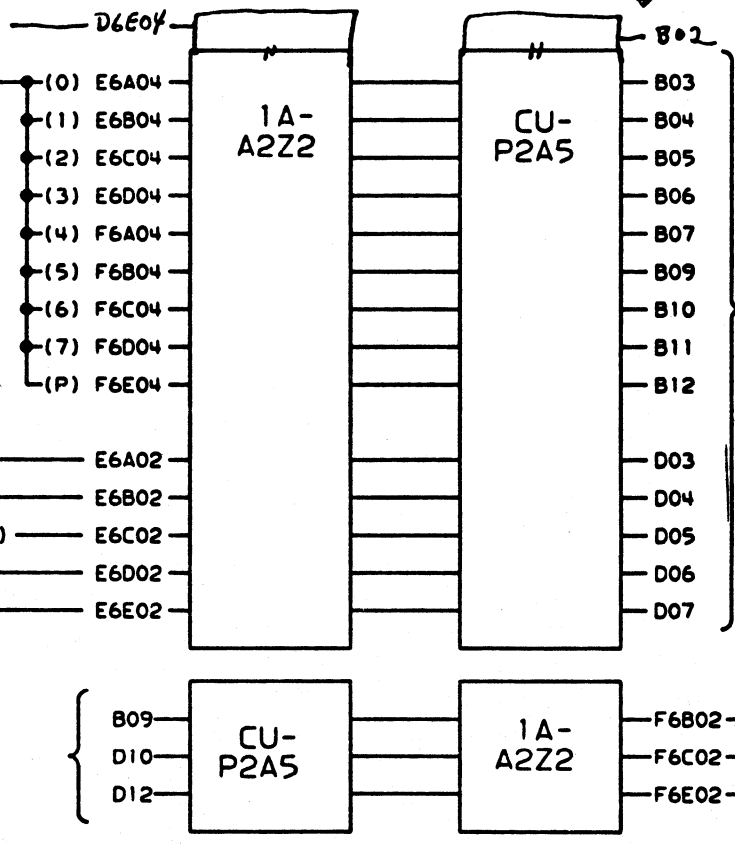 D6E04 B02
(0) E6A04 B03
(1) E6B04 1A- CU- B04
(2) E6C04 A2Z2 P2A5 B05
(3) E6D04 B06
(4) F6A04 B07
(5) F6B04 B09
(6) F6C04 B10
(7) F6D04 B11
(P) F6E04 B12
E6A02 D03
E6B02 D04
) E6C02 D05
E6D02 D06
E6E02 D07
B09 CU- 1A- F6B02
D10 P2A5 A2Z2 F6C02
D12 F6E02